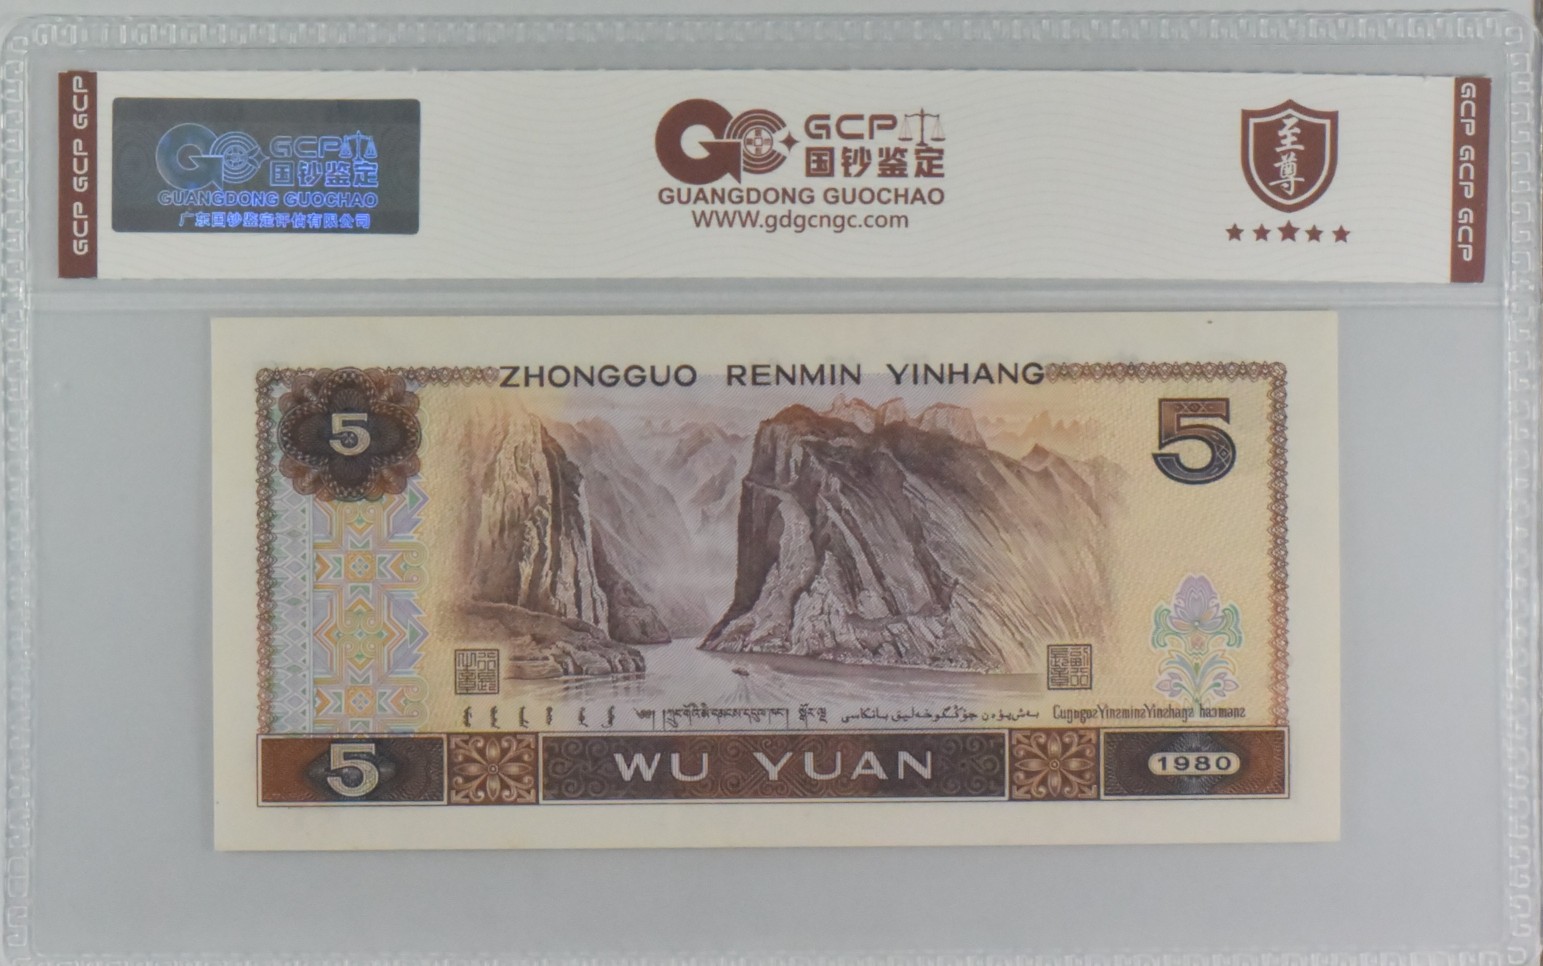 GCP GCP GCP
GCP
国钞鉴定
GUANGDONG GUOCHAO
广东国钞鉴定评估有限公司
GCP
国钞鉴定
GUANGDONG GUOCHAO
WWW.gdgcngc.com
至尊
GCP GCP GCP
ZHONGGUO RENMIN YINHANG
5
5
5
WU YUAN
1980